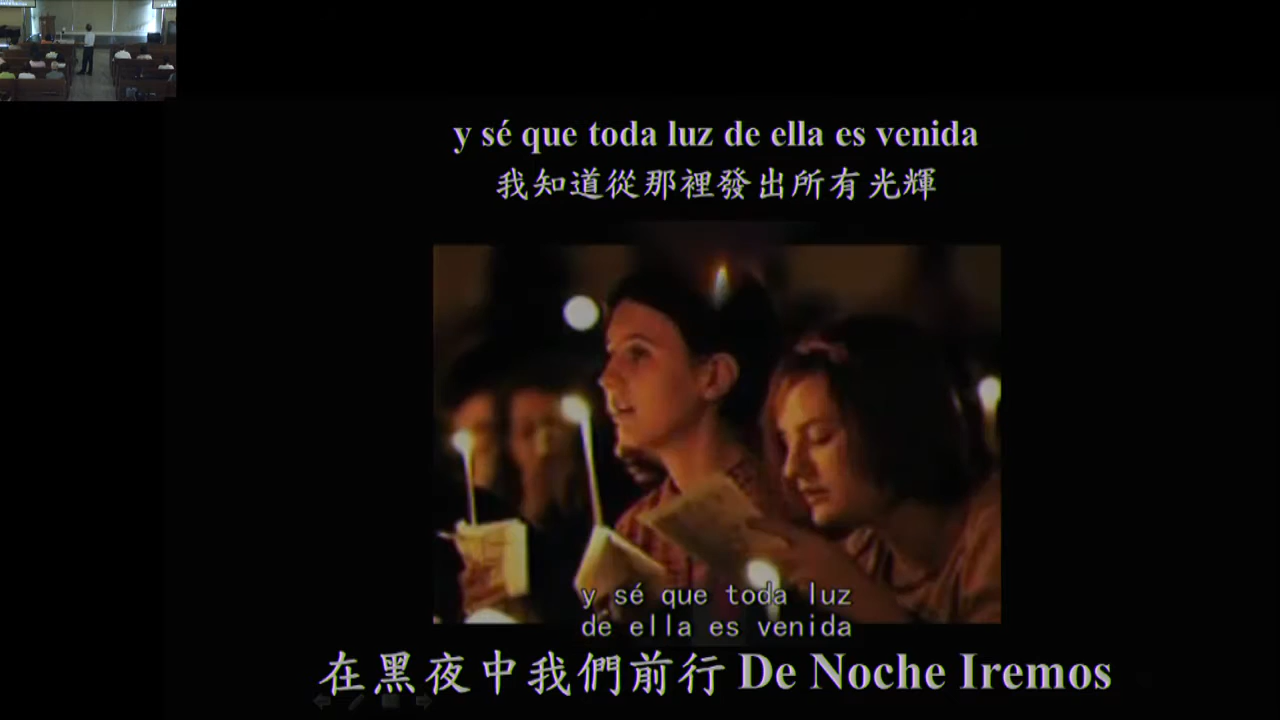 y sé que toda luz de ella es venida
我知道從那裡發出所有光輝
y sé que toda luz
de ella es venida
在黑夜中我們前行 De Noche Iremos